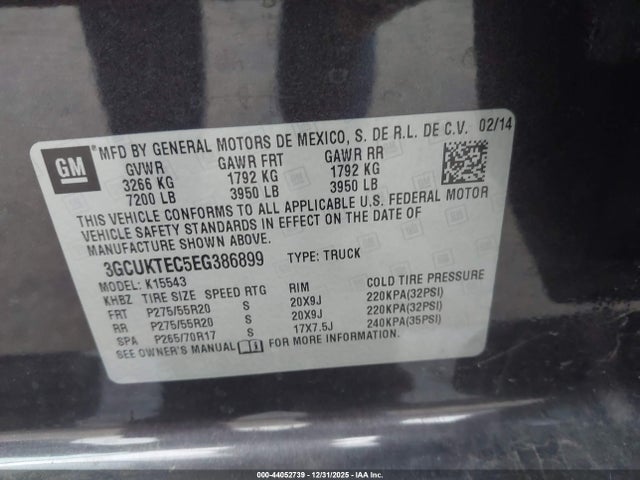 GM *MFD BY GENERAL MOTORS DE MEXICO, S. DE R.L. DE C.V. 02/14
GVWR GAWR FRT GAWR RR
3266 KG 1792 KG 1792 KG
7200 LB 3950 LB 3950 LB
THIS VEHICLE CONFORMS TO ALL APPLICABLE U.S. FEDERAL MOTOR
VEHICLE SAFETY STANDARDS IN EFFECT ON THE DATE OF
MANUFACTURE SHOWN ABOVE.
3GCUKTEC5EG386899 TYPE: TRUCK
MODEL: K15543
KHBZ TIRE SIZE SPEED RTG RIM COLD TIRE PRESSURE
FRT P275/55R20 S 20X9J 220KPA(32PSI)
RR P275/55R20 S 20X9J 220KPA(32PSI)
SPA P265/70R17 S 17X7.5J 240KPA(35PSI)
SEE OWNER'S MANUAL FOR MORE INFORMATION.
000-44052739 - 12/31/2025 - IAA Inc.